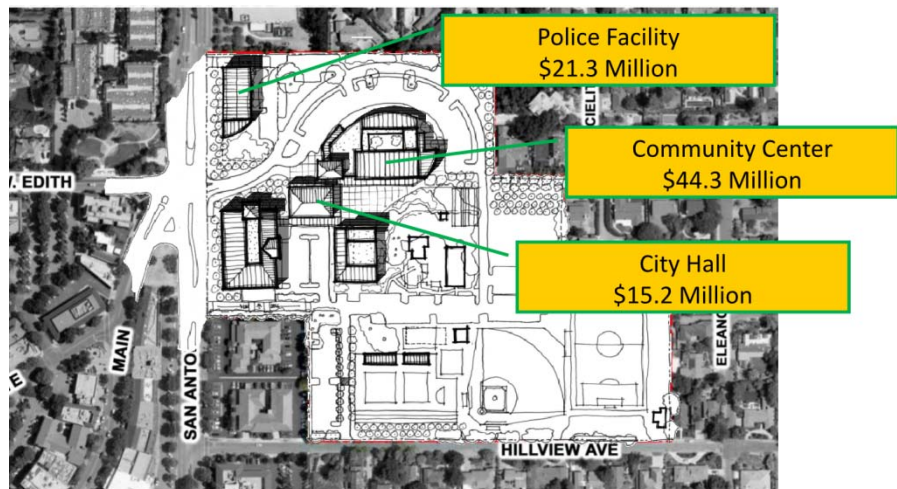 Police Facility
$21.3 Million
Community Center
$44.3 Million
City Hall
$15.2 Million
. EDITH
MAIN
SAN ANTO.
HILLVIEW AVE